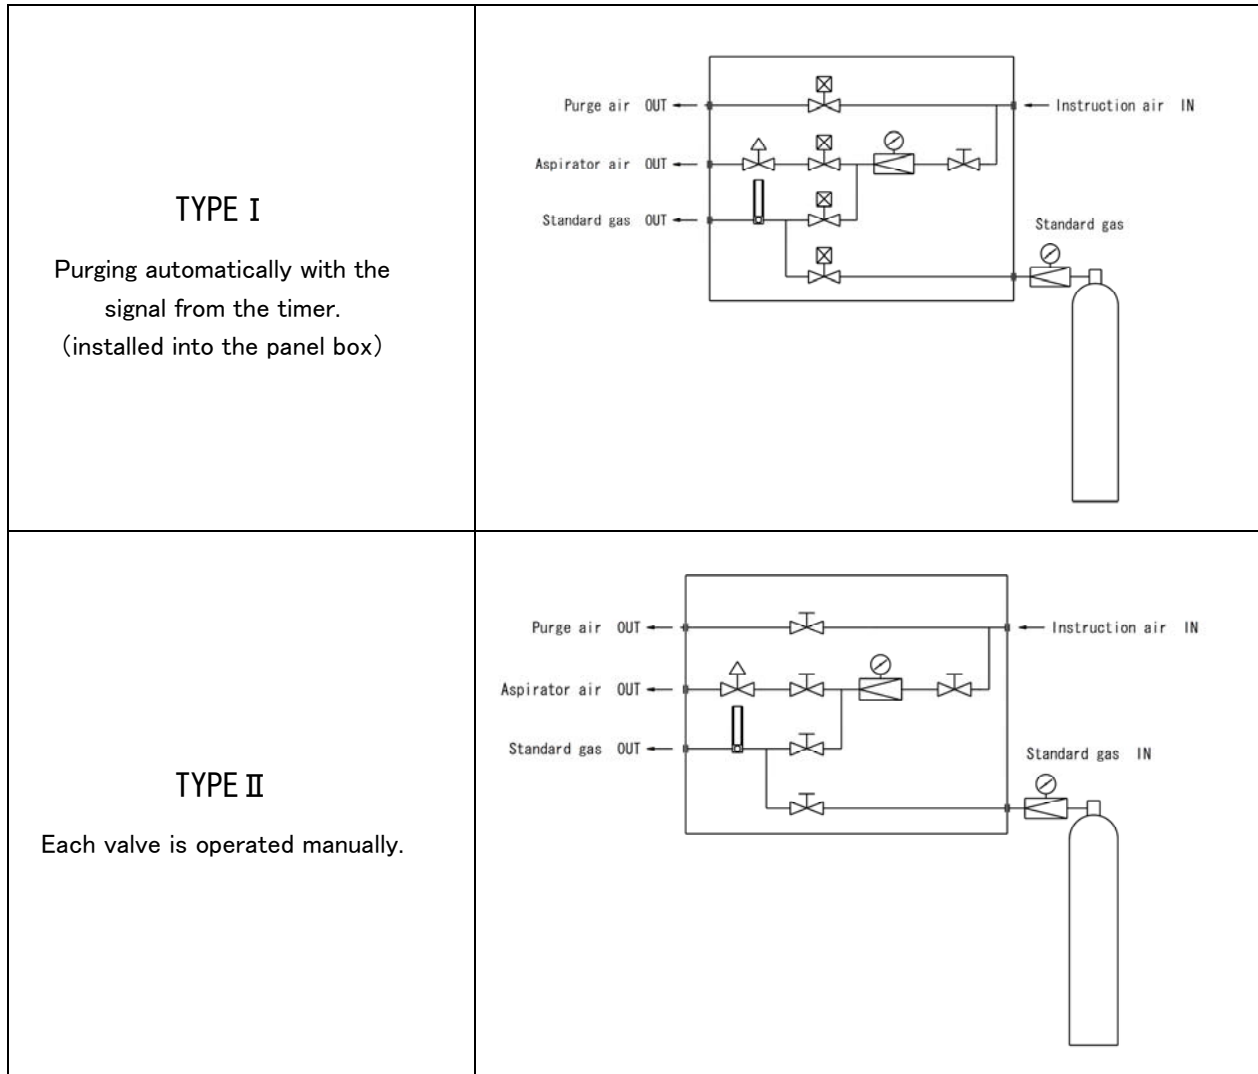 TYPE Ⅰ
Purging automatically with the
signal from the timer.
（installed into the panel box）
Purge air OUT
Instruction air IN
Aspirator air OUT
Standard gas OUT
Standard gas
TYPE Ⅱ
Each valve is operated manually.
Purge air OUT
Instruction air IN
Aspirator air OUT
Standard gas OUT
Standard gas IN